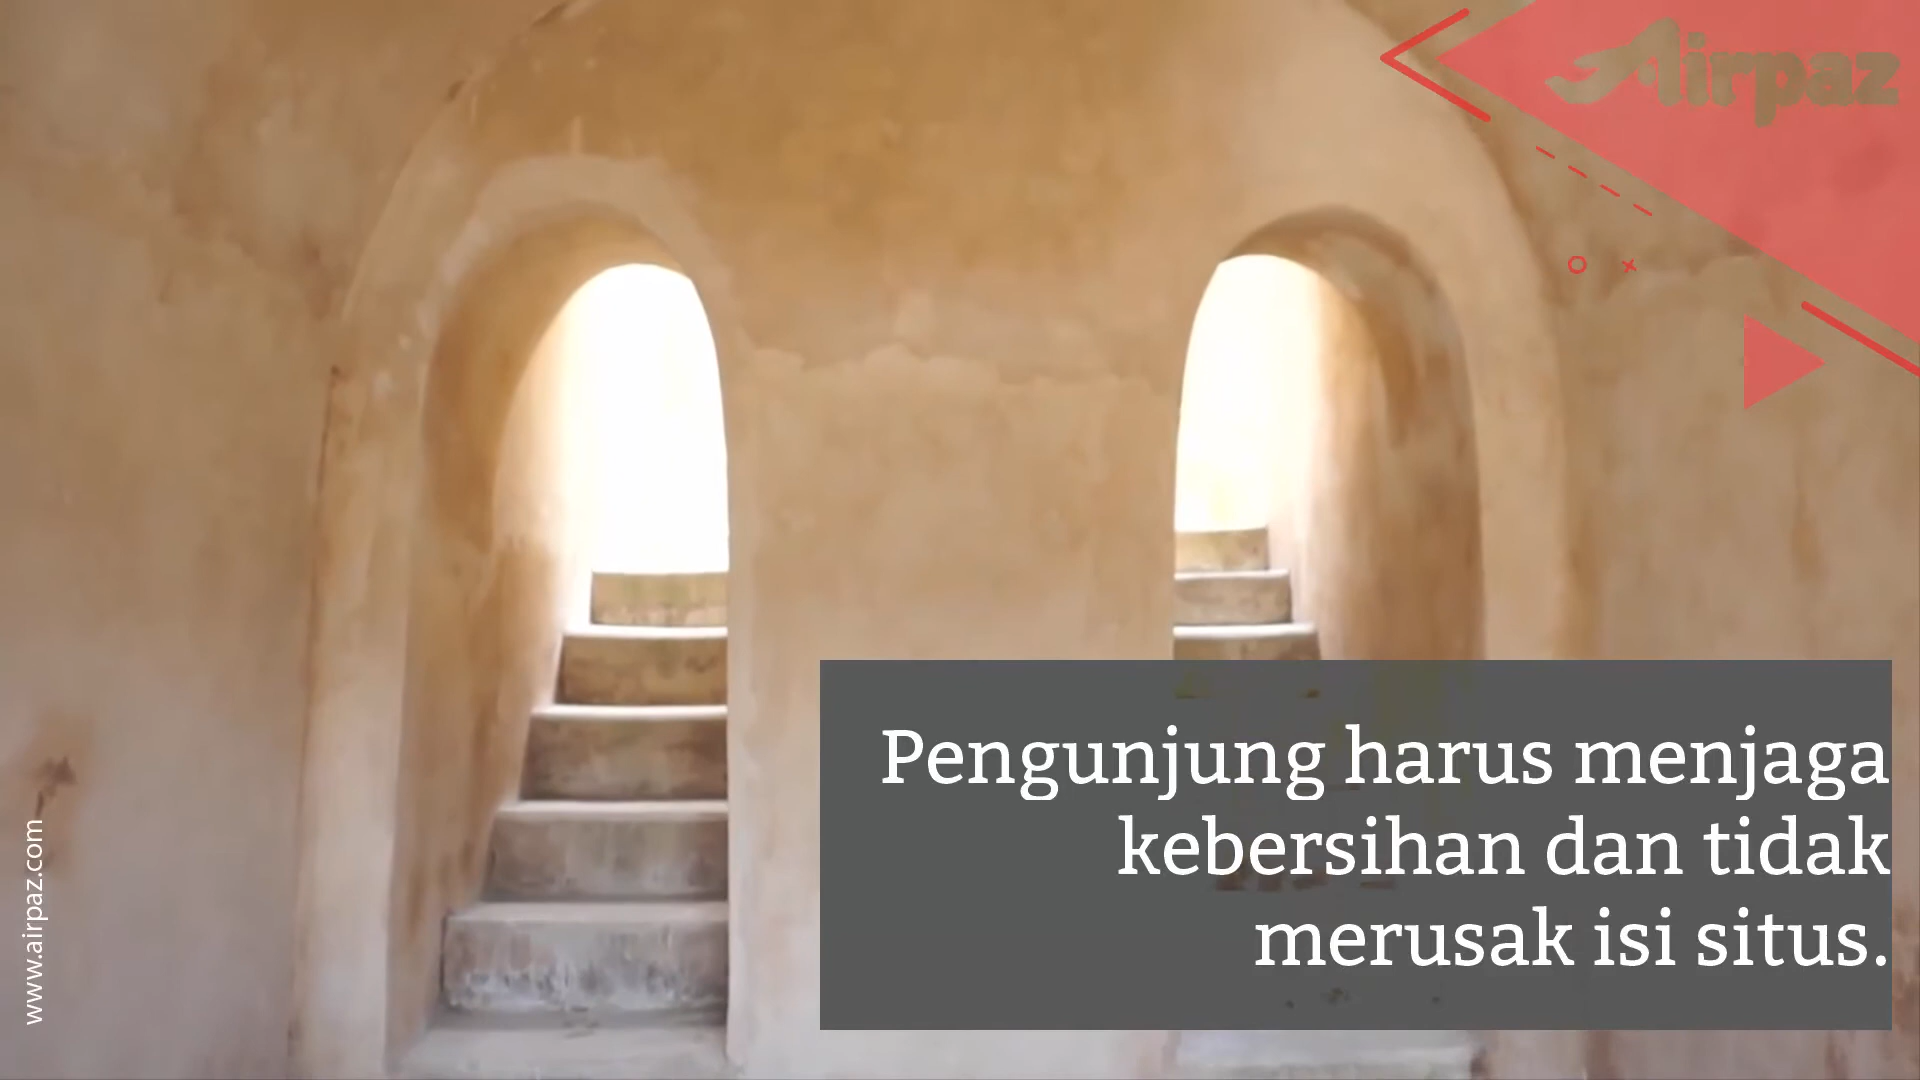 Airpaz
Pengunjung harus menjaga
kebersihan dan tidak
merusak isi situs.
www.airpaz.com